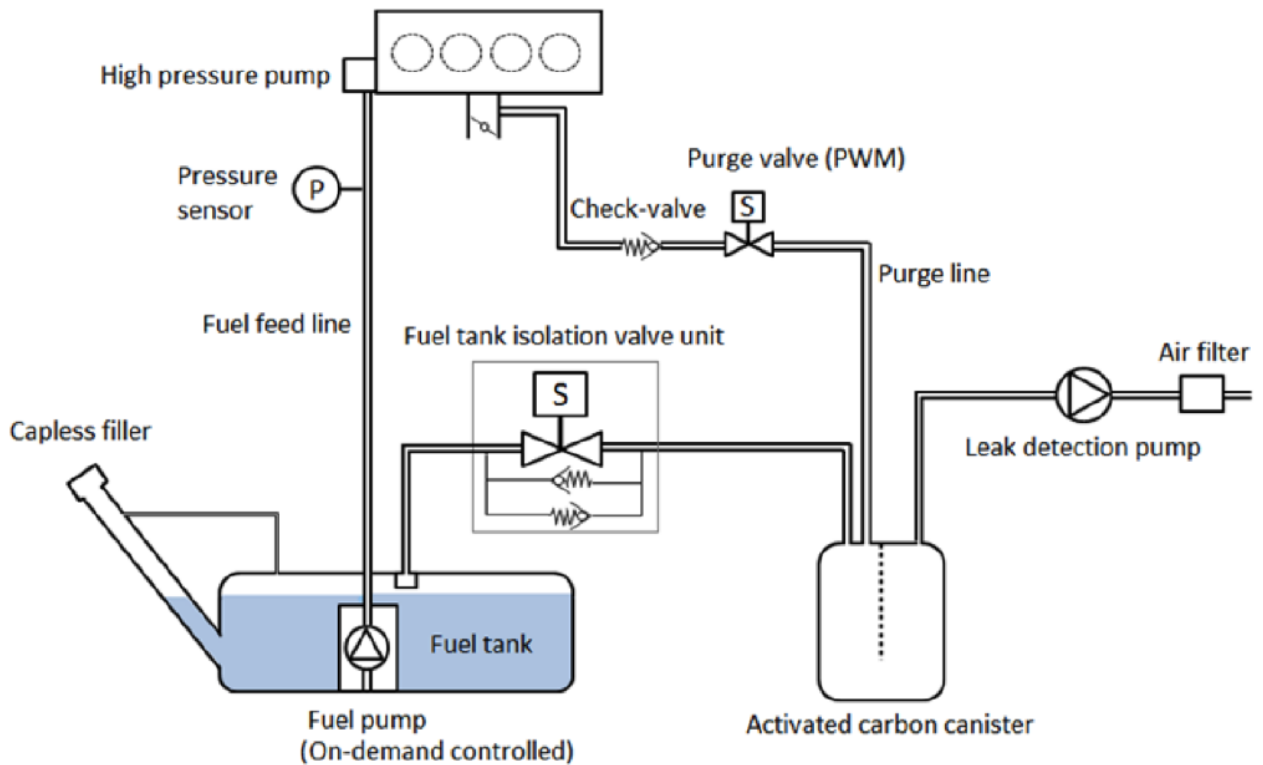 High pressure pump
Pressure
sensor
P
Purge valve (PWM)
S
Check-valve
Purge line
Fuel feed line
Fuel tank isolation valve unit
S
Air filter
Leak detection pump
Capless filler
Fuel tank
Fuel pump
(On-demand controlled)
Activated carbon canister